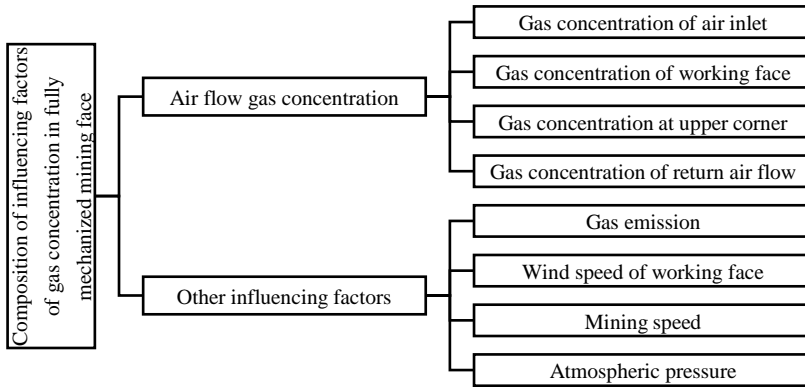 Composition of influencing factors
of gas concentration in fully
mechanized mining face
Air flow gas concentration
Gas concentration of air inlet
Gas concentration of working face
Gas concentration at upper corner
Gas concentration of return air flow
Other influencing factors
Gas emission
Wind speed of working face
Mining speed
Atmospheric pressure